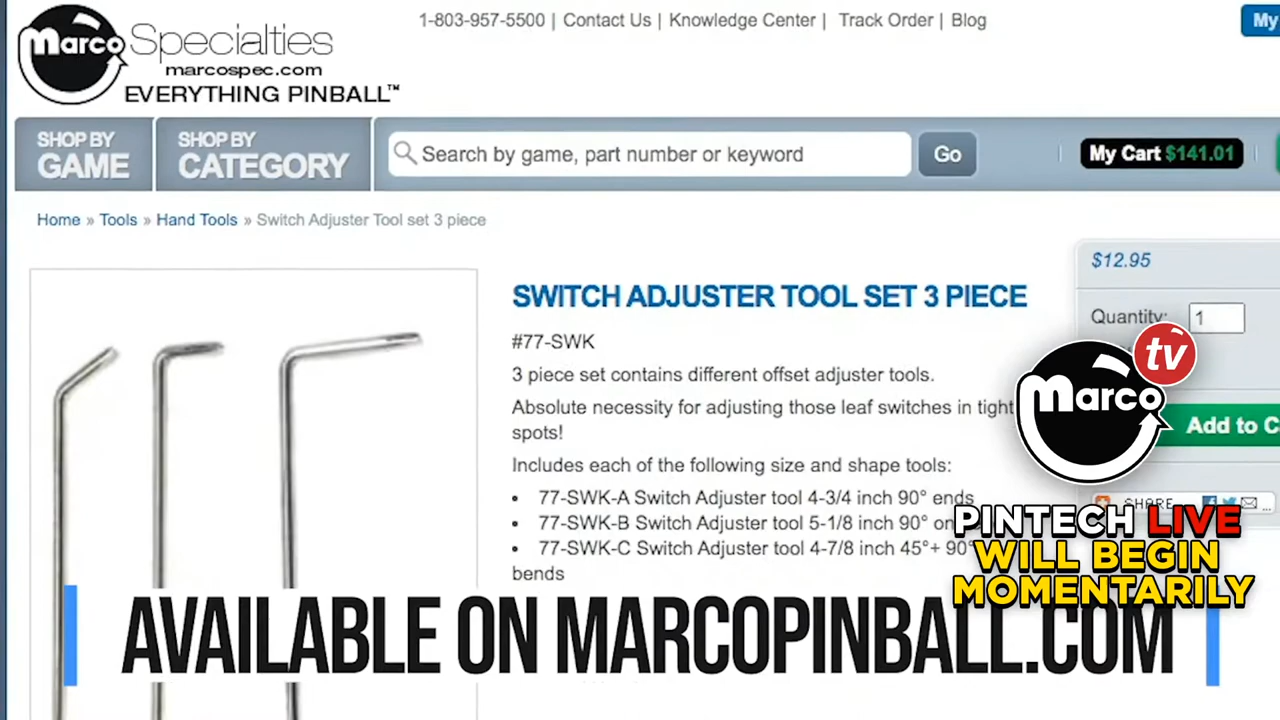 1-803-957-5500 | Contact Us | Knowledge Center | Track Order | Blog
My
marco Specialties
marcospec.com
EVERYTHING PINBALL™
SHOP BY GAME
SHOP BY CATEGORY
Search by game, part number or keyword
Go
My Cart $141.01
Home » Tools » Hand Tools » Switch Adjuster Tool set 3 piece
$12.95
SWITCH ADJUSTER TOOL SET 3 PIECE
Quantity: 1
#77-SWK
3 piece set contains different offset adjuster tools.
Absolute necessity for adjusting those leaf switches in tight
spots!
Includes each of the following size and shape tools:
• 77-SWK-A Switch Adjuster tool 4-3/4 inch 90° ends
• 77-SWK-B Switch Adjuster tool 5-1/8 inch 90°
• 77-SWK-C Switch Adjuster tool 4-7/8 inch 45°+ 90°
bends
marco tv
Add to C
SHARE
PINTECH LIVE
WILL BEGIN
MOMENTARILY
AVAILABLE ON MARCOPINBALL.COM